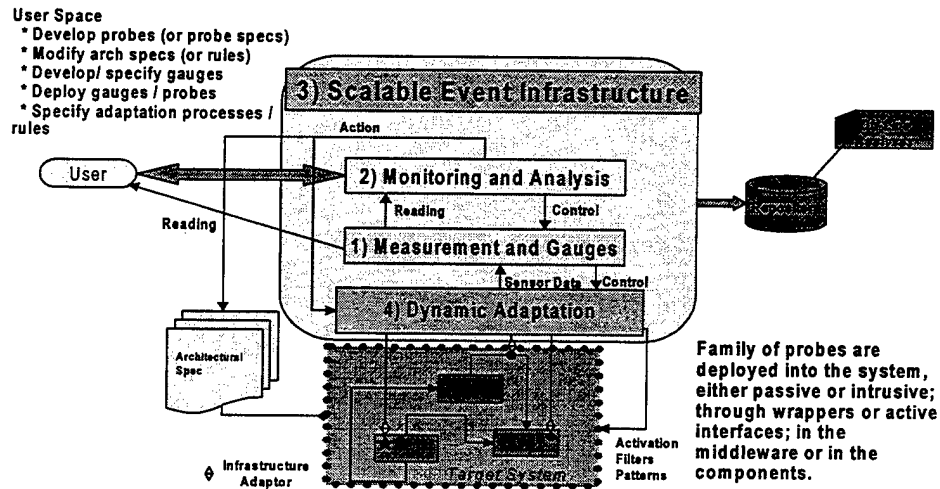 User Space
* Develop probes (or probe specs)
* Modify arch specs (or rules)
* Develop/ specify gauges
* Deploy gauges / probes
* Specify adaptation processes /
rules
3) Scalable Event Infrastructure
Action
User
2) Monitoring and Analysis
Reading
Control
Reading
1) Measurement and Gauges
Sensor Data
Control
4) Dynamic Adaptation
Architectural
Spec
Family of probes are
deployed into the system,
either passive or intrusive;
through wrappers or active
interfaces; in the
middleware or in the
components.
Activation
Filters
Patterns
Infrastructure
Adaptor
Target System